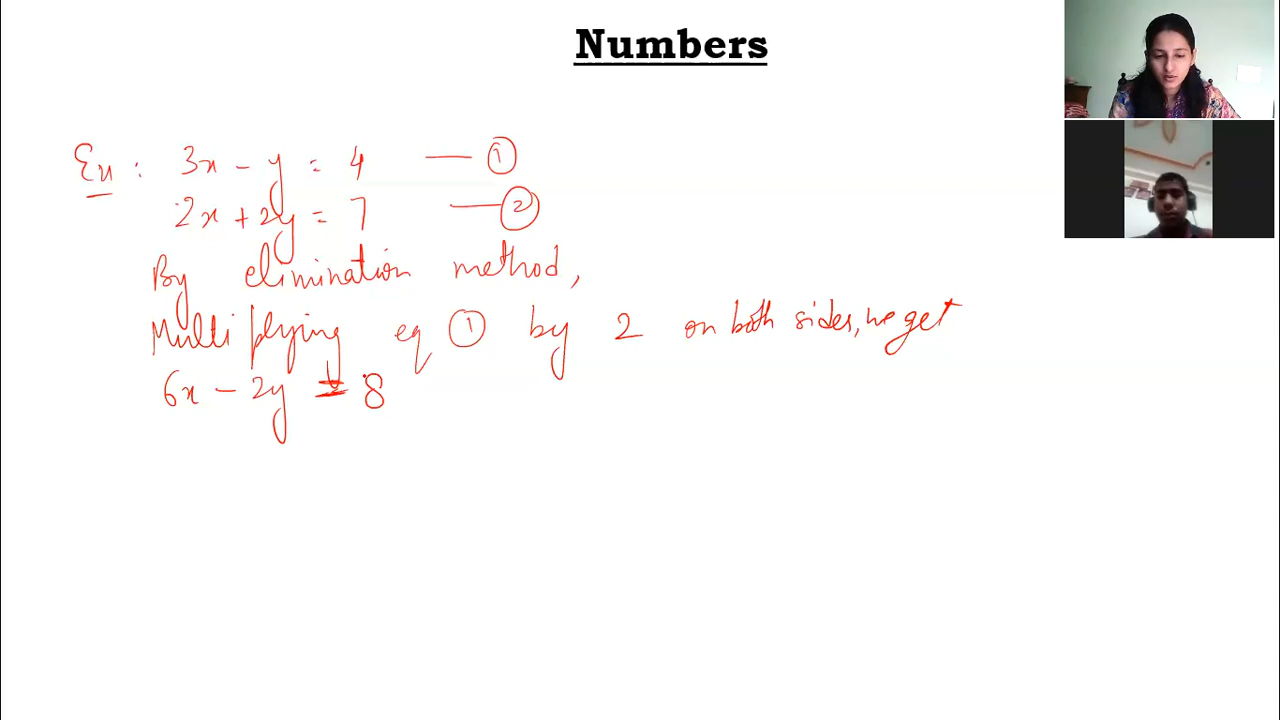 Numbers
Ex : 3x - y = 4 — ①
2x + 2y = 7 — ②
By elimination method,
Multiplying eq ① by 2 on both sides, we get
6x - 2y = 8